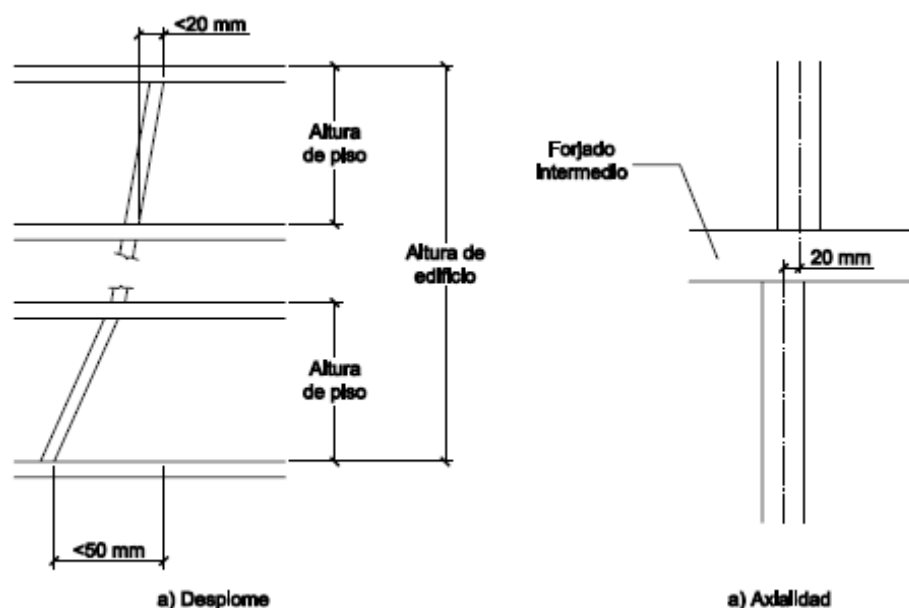 <20 mm
Altura
de piso
Altura de
edificio
Altura
de piso
<50 mm
a) Desplome
Forjado
Intermedio
20 mm
a) Axialidad